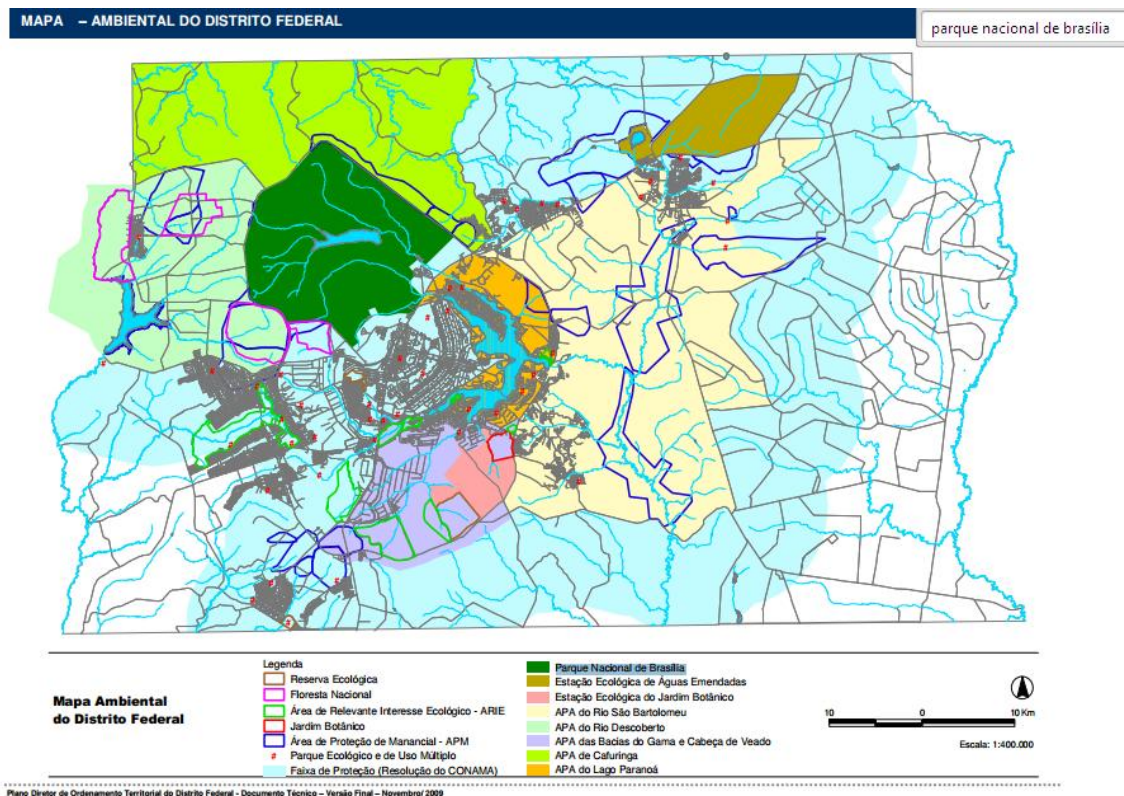 MAPA – AMBIENTAL DO DISTRITO FEDERAL
parque nacional de brasília
Mapa Ambiental
do Distrito Federal
Legenda
Reserva Ecológica
Floresta Nacional
Área de Relevante Interesse Ecológico - ARIE
Jardim Botânico
Área de Proteção de Manancial - APM
Parque Ecológico e de Uso Múltiplo
Faixa de Proteção (Resolução do CONAMA)
Parque Nacional de Brasília
Estação Ecológica de Águas Emendadas
Estação Ecológica do Jardim Botânico
APA do Rio São Bartolomeu
APA do Rio Descoberto
APA das Bacias do Gama e Cabeça de Veado
APA de Cafuringa
APA do Lago Paranoá
10 0 10 Km
Escala: 1:400.000
Plano Diretor de Ordenamento Territorial do Distrito Federal - Documento Técnico – Versão Final – Novembro/ 2009